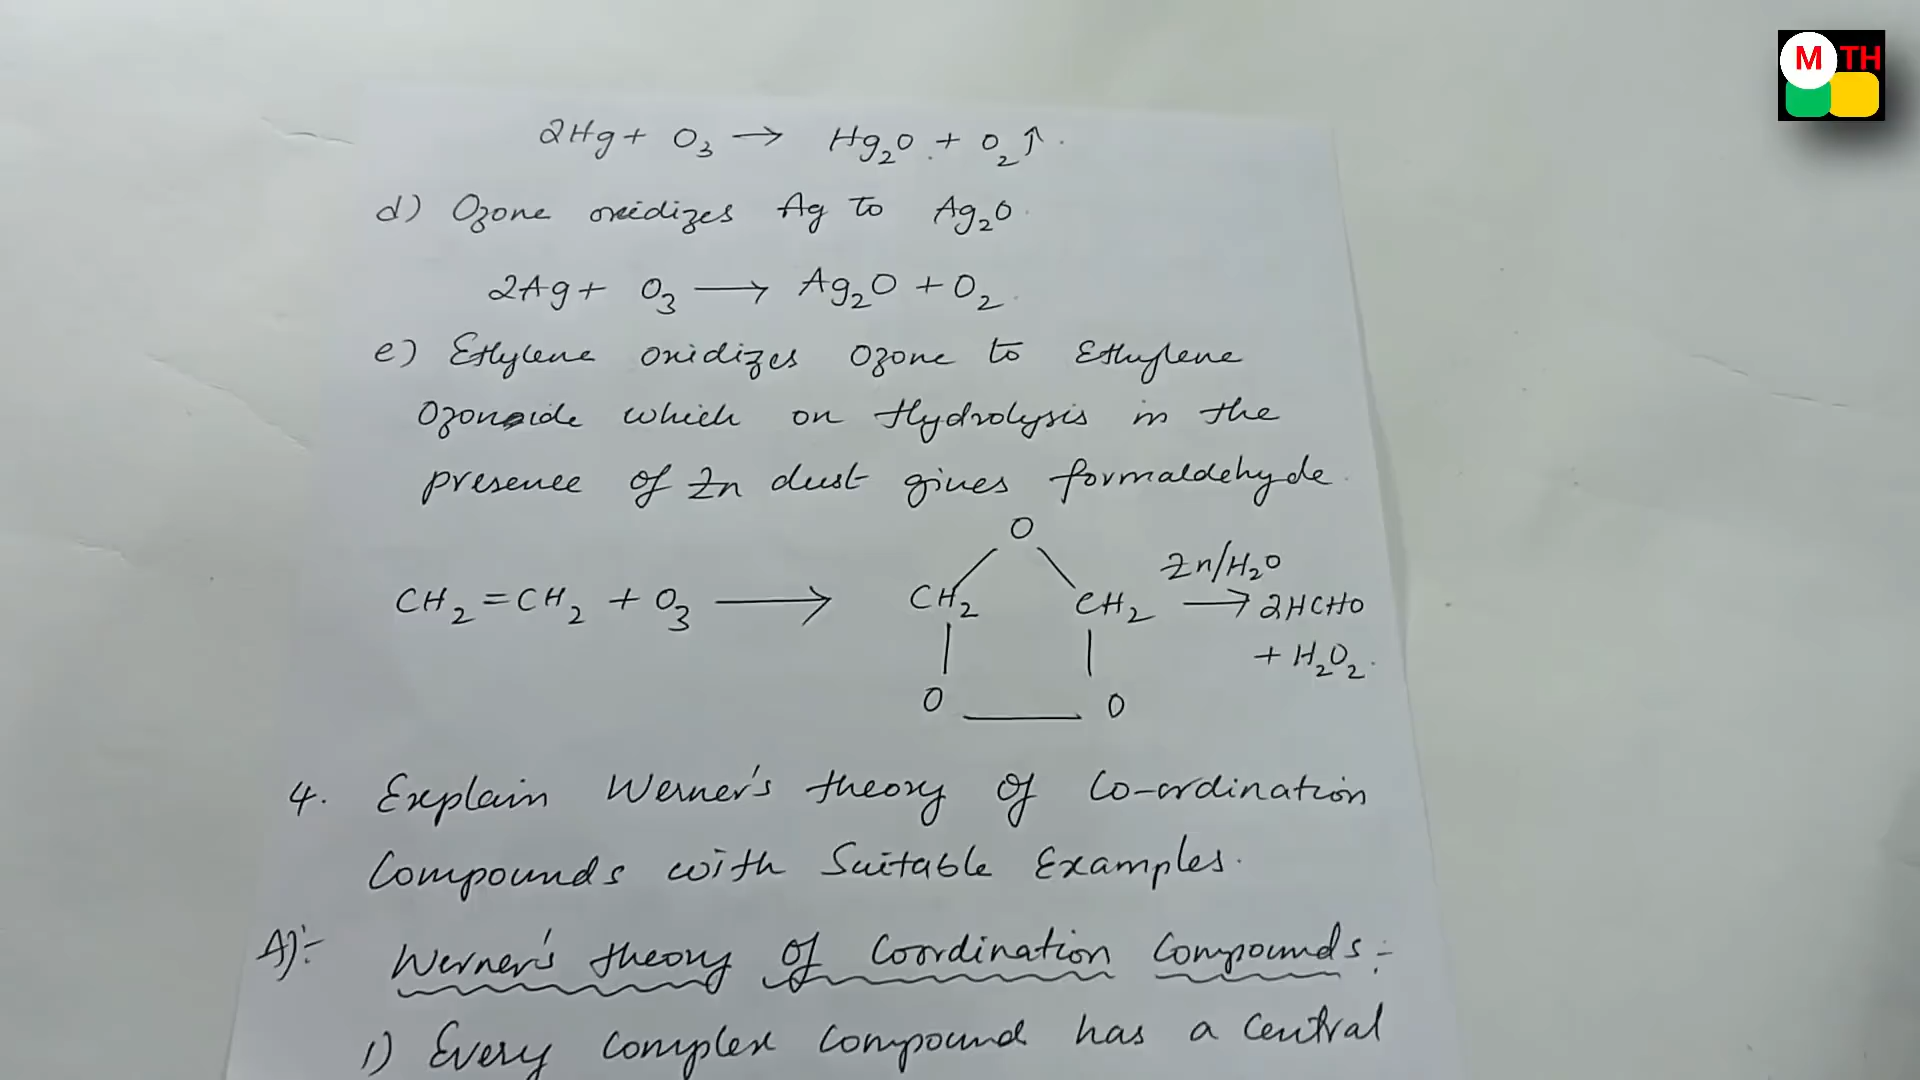 M TH
2Hg + O₃ → Hg₂O + O₂↑.
d) Ozone oxidizes Ag to Ag₂O.
2Ag + O₃ → Ag₂O + O₂.
e) Ethylene oxidizes Ozone to Ethylene
Ozonoide which on Hydrolysis in the
presence of Zn dust gives formaldehyde.
O
Zn/H₂O
CH₂=CH₂ + O₃ → CH₂ CH₂ → 2HCHO
+ H₂O₂.
O O
4. Explain Werner's theory of Co-ordination
Compounds with Suitable Examples.
A):- Werner's theory of Coordination Compounds:-
1) Every complex compound has a central